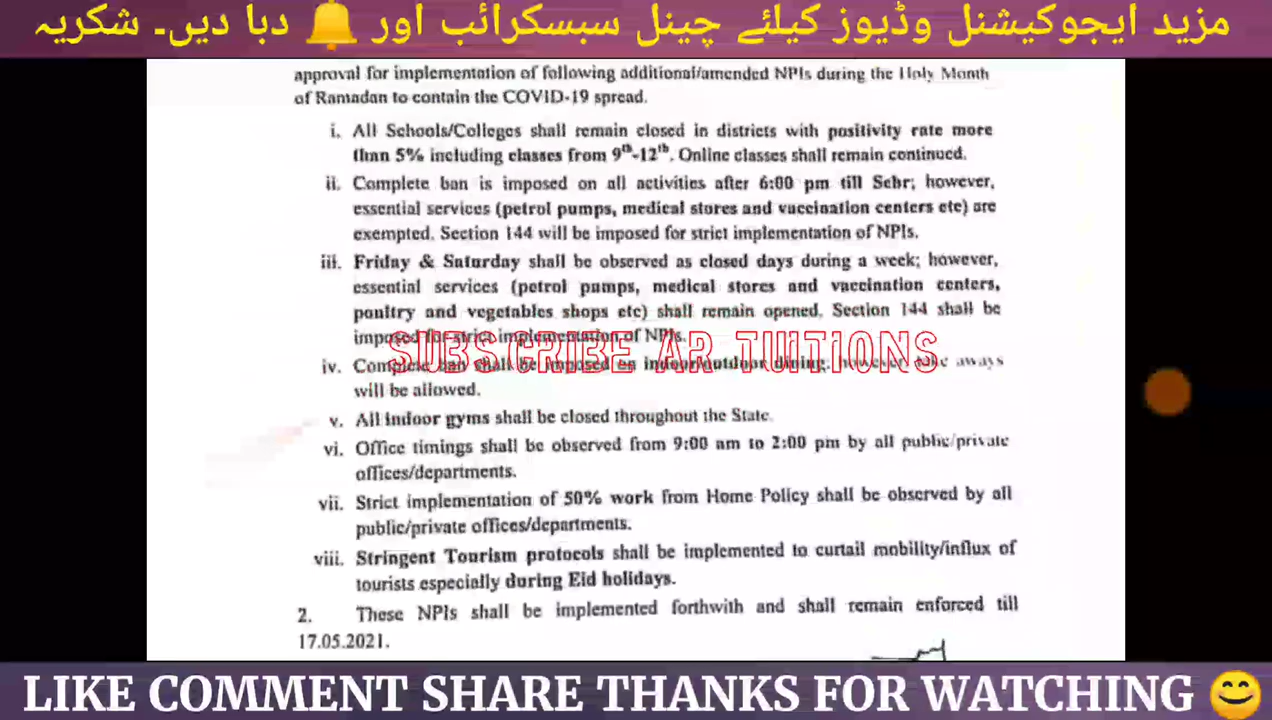 مزید ایجوکیشنل وڈیوز کیلئے چینل سبسکرائب اور 🔔 دبا دیں۔ شکریہ
approval for implementation of following additional/amended NPIs during the Holy Month
of Ramadan to contain the COVID-19 spread.
i. All Schools/Colleges shall remain closed in districts with positivity rate more
than 5% including classes from 9th-12th. Online classes shall remain continued.
ii. Complete ban is imposed on all activities after 6:00 pm till Sehr; however,
essential services (petrol pumps, medical stores and vaccination centers etc) are
exempted. Section 144 will be imposed for strict implementation of NPIs.
iii. Friday & Saturday shall be observed as closed days during a week; however,
essential services (petrol pumps, medical stores and vaccination centers,
poultry and vegetables shops etc) shall remain opened. Section 144 shall be
imposed for strict implementation of NPIs.
SUBSCRIBE AR TUITIONS
iv. Complete ban shall be imposed on indoor/outdoor dining; however take aways
will be allowed.
v. All indoor gyms shall be closed throughout the State.
vi. Office timings shall be observed from 9:00 am to 2:00 pm by all public/private
offices/departments.
vii. Strict implementation of 50% work from Home Policy shall be observed by all
public/private offices/departments.
viii. Stringent Tourism protocols shall be implemented to curtail mobility/influx of
tourists especially during Eid holidays.
2. These NPIs shall be implemented forthwith and shall remain enforced till
17.05.2021.
LIKE COMMENT SHARE THANKS FOR WATCHING 😊